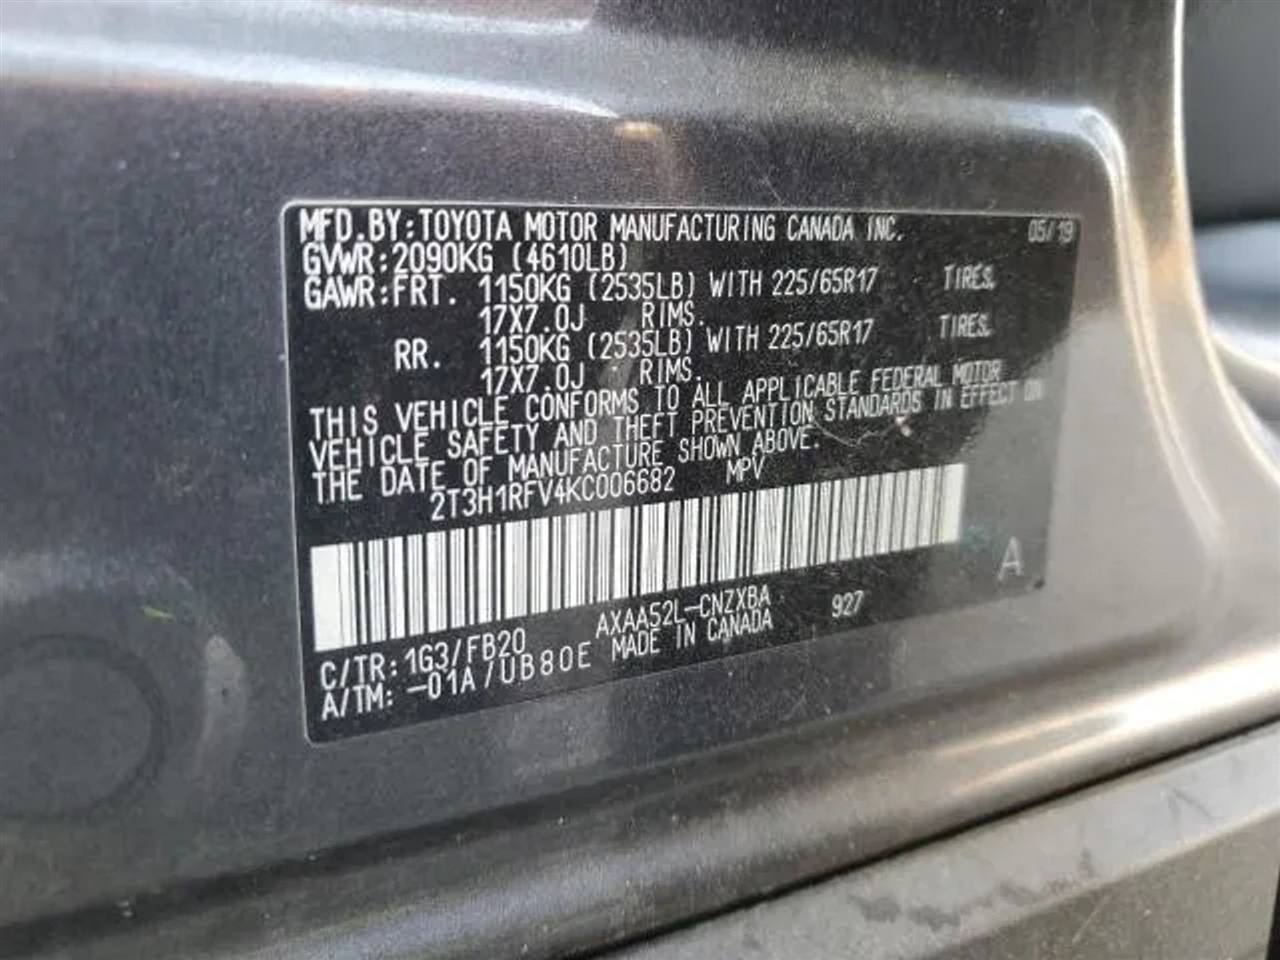 MFD.BY:TOYOTA MOTOR MANUFACTURING CANADA INC. 05/19
GVWR:2090KG (4610LB)
GAWR:FRT. 1150KG (2535LB) WITH 225/65R17 TIRES,
17X7.0J RIMS.
RR. 1150KG (2535LB) WITH 225/65R17 TIRES,
17X7.0J RIMS.
THIS VEHICLE CONFORMS TO ALL APPLICABLE FEDERAL MOTOR
VEHICLE SAFETY AND THEFT PREVENTION STANDARDS IN EFFECT ON
THE DATE OF MANUFACTURE SHOWN ABOVE.
2T3H1RFV4KC006682 MPV
A
AXAA52L-CNZXBA 927
C/TR:1G3/FB20 MADE IN CANADA
A/TM:-01A/UB80E